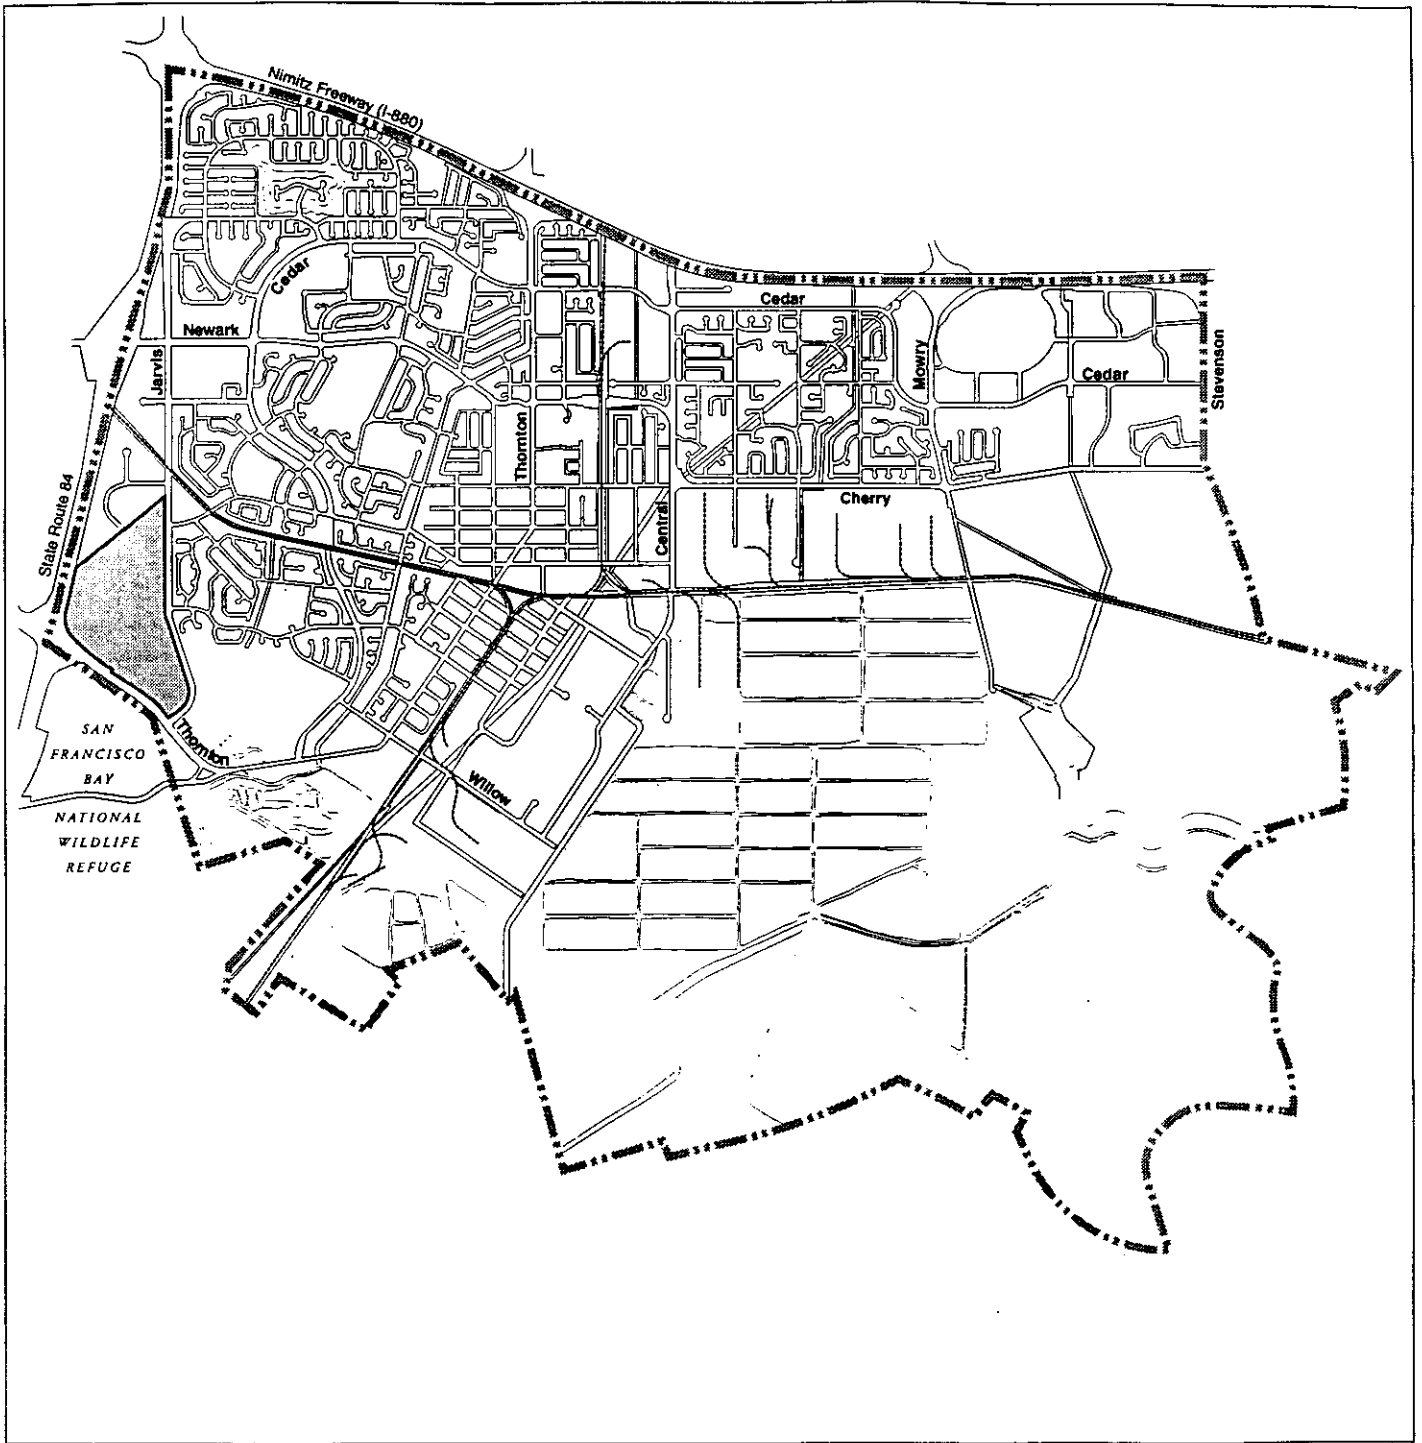 Nimitz Freeway (I-880)
Cedar
Cedar
Newark
Jarvis
Mowry
Stevenson
Cedar
Thornton
State Route 84
Cherry
Central
SAN
FRANCISCO
BAY
NATIONAL
WILDLIFE
REFUGE
Thornton
Willow